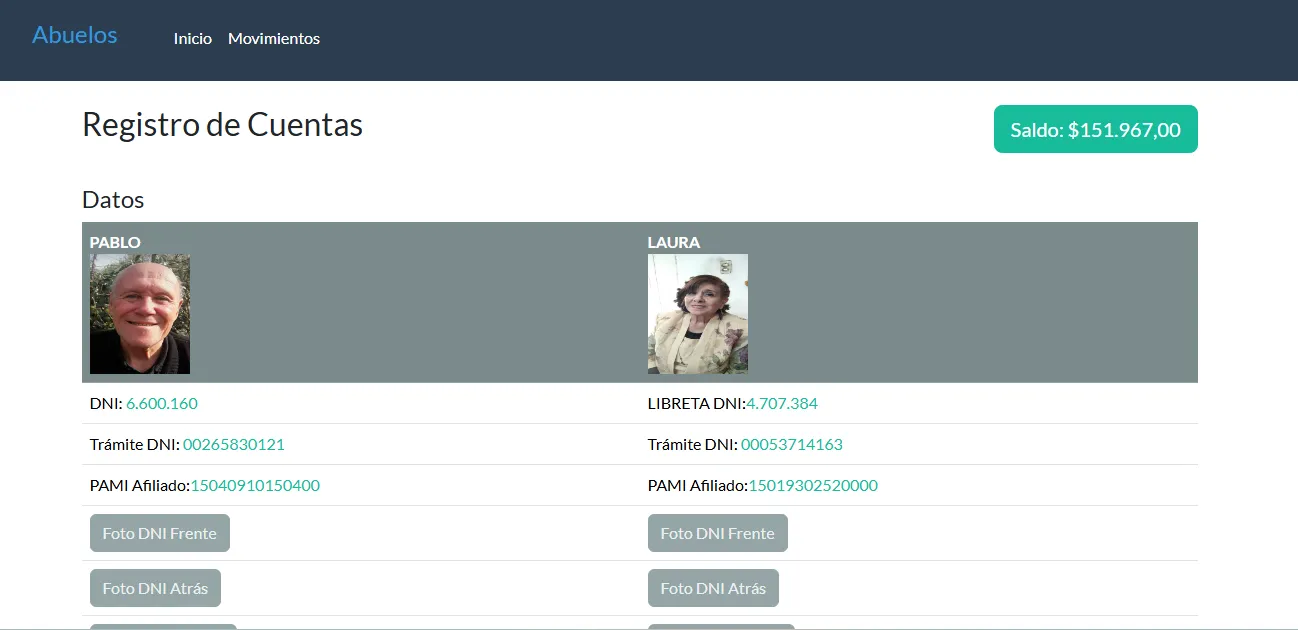 Abuelos Inicio Movimientos
Registro de Cuentas Saldo: $151.967,00
Datos
PABLO LAURA
DNI: 6.600.160 LIBRETA DNI:4.707.384
Trámite DNI: 00265830121 Trámite DNI: 00053714163
PAMI Afiliado:15040910150400 PAMI Afiliado:15019302520000
Foto DNI Frente Foto DNI Frente
Foto DNI Atrás Foto DNI Atrás